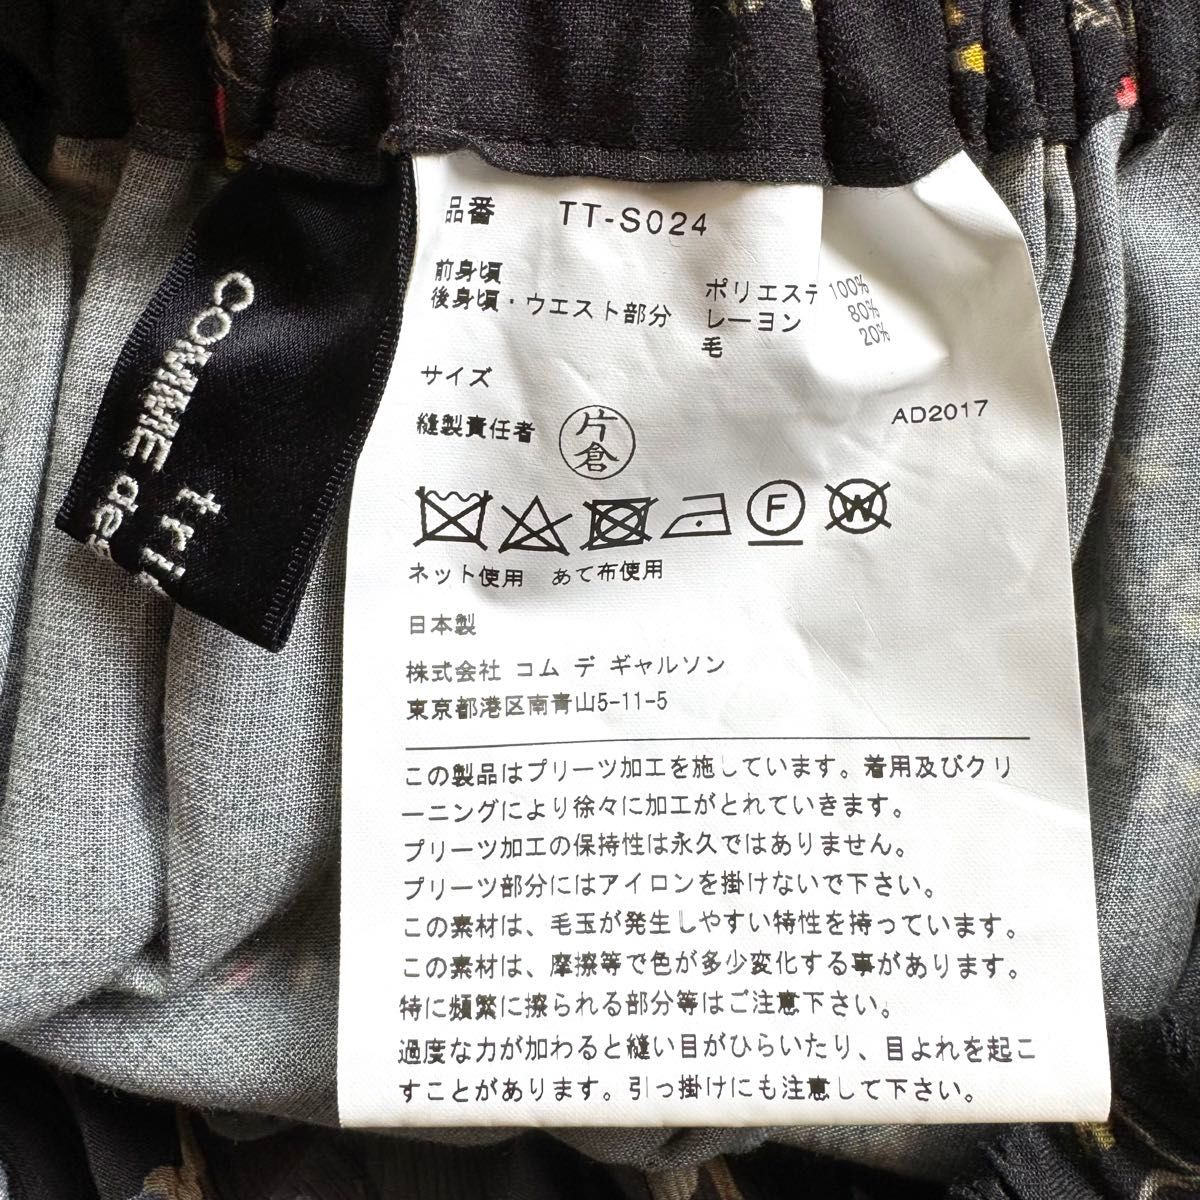 COMME des
品番 TT-S024
前身頃 ポリエステ 100%
後身頃・ウエスト部分 レーヨン 80%
毛 20%
サイズ
縫製責任者 片倉 AD2017
F W
ネット使用 あて布使用
日本製
株式会社 コム デ ギャルソン
東京都港区南青山5-11-5
この製品はプリーツ加工を施しています。着用及びクリ
ーニングにより徐々に加工がとれていきます。
プリーツ加工の保持性は永久ではありません。
プリーツ部分にはアイロンを掛けないで下さい。
この素材は、毛玉が発生しやすい特性を持っています。
この素材は、摩擦等で色が多少変化する事があります。
特に頻繁に擦られる部分等はご注意下さい。
過度な力が加わると縫い目がひらいたり、目よれを起こ
すことがあります。引っ掛けにも注意して下さい。